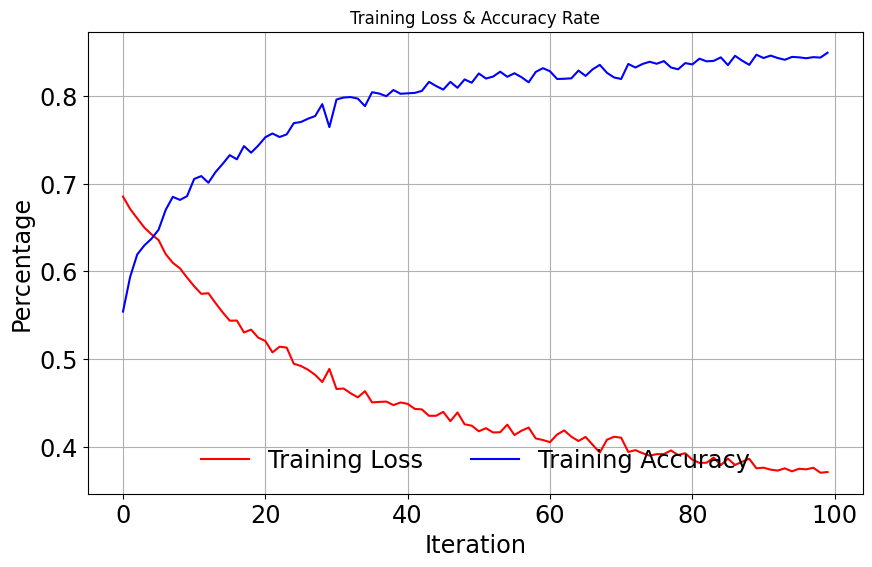 Training Loss & Accuracy Rate
0.8
0.7
0.6
0.5
0.4
Percentage
Training Loss Training Accuracy
0 20 40 60 80 100
Iteration